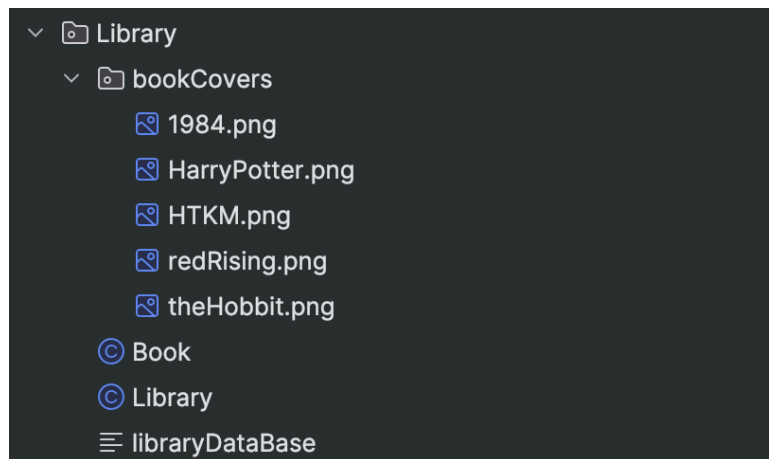 Library
bookCovers
1984.png
HarryPotter.png
HTKM.png
redRising.png
theHobbit.png
Book
Library
libraryDataBase